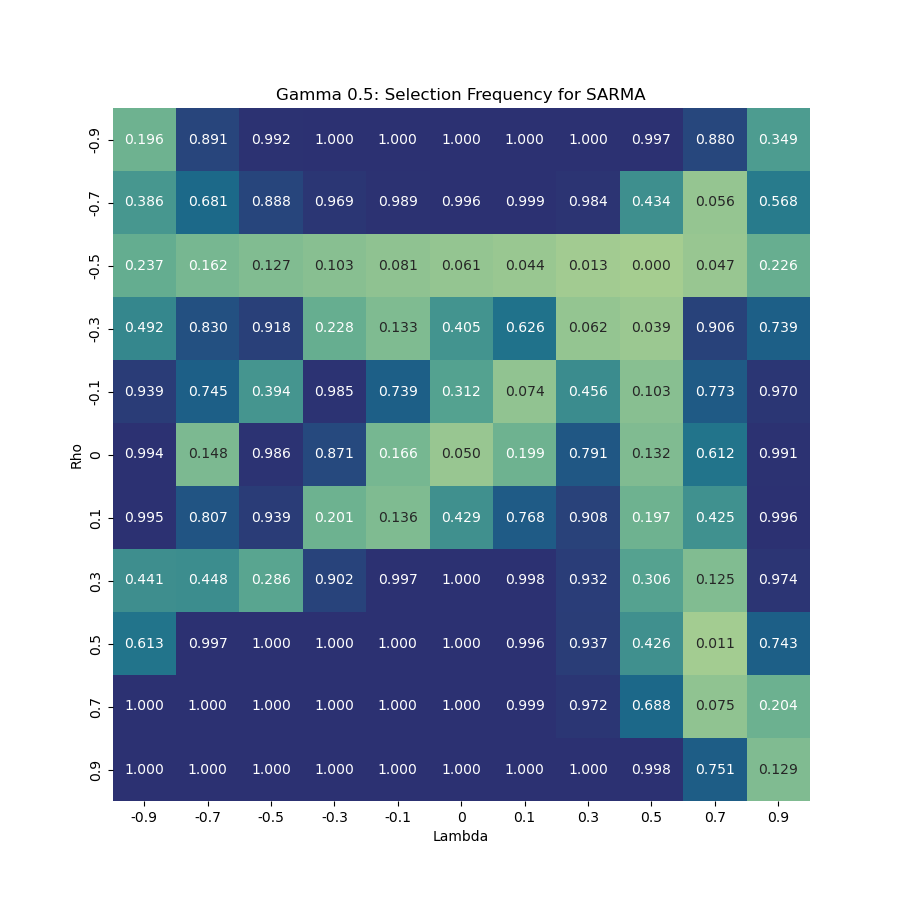 Gamma 0.5: Selection Frequency for SARMA
-0.9 0.196 0.891 0.992 1.000 1.000 1.000 1.000 1.000 0.997 0.880 0.349
-0.7 0.386 0.681 0.888 0.969 0.989 0.996 0.999 0.984 0.434 0.056 0.568
-0.5 0.237 0.162 0.127 0.103 0.081 0.061 0.044 0.013 0.000 0.047 0.226
-0.3 0.492 0.830 0.918 0.228 0.133 0.405 0.626 0.062 0.039 0.906 0.739
-0.1 0.939 0.745 0.394 0.985 0.739 0.312 0.074 0.456 0.103 0.773 0.970
Rho
0 0.994 0.148 0.986 0.871 0.166 0.050 0.199 0.791 0.132 0.612 0.991
0.1 0.995 0.807 0.939 0.201 0.136 0.429 0.768 0.908 0.197 0.425 0.996
0.3 0.441 0.448 0.286 0.902 0.997 1.000 0.998 0.932 0.306 0.125 0.974
0.5 0.613 0.997 1.000 1.000 1.000 1.000 0.996 0.937 0.426 0.011 0.743
0.7 1.000 1.000 1.000 1.000 1.000 1.000 0.999 0.972 0.688 0.075 0.204
0.9 1.000 1.000 1.000 1.000 1.000 1.000 1.000 1.000 0.998 0.751 0.129
-0.9 -0.7 -0.5 -0.3 -0.1 0 0.1 0.3 0.5 0.7 0.9
Lambda